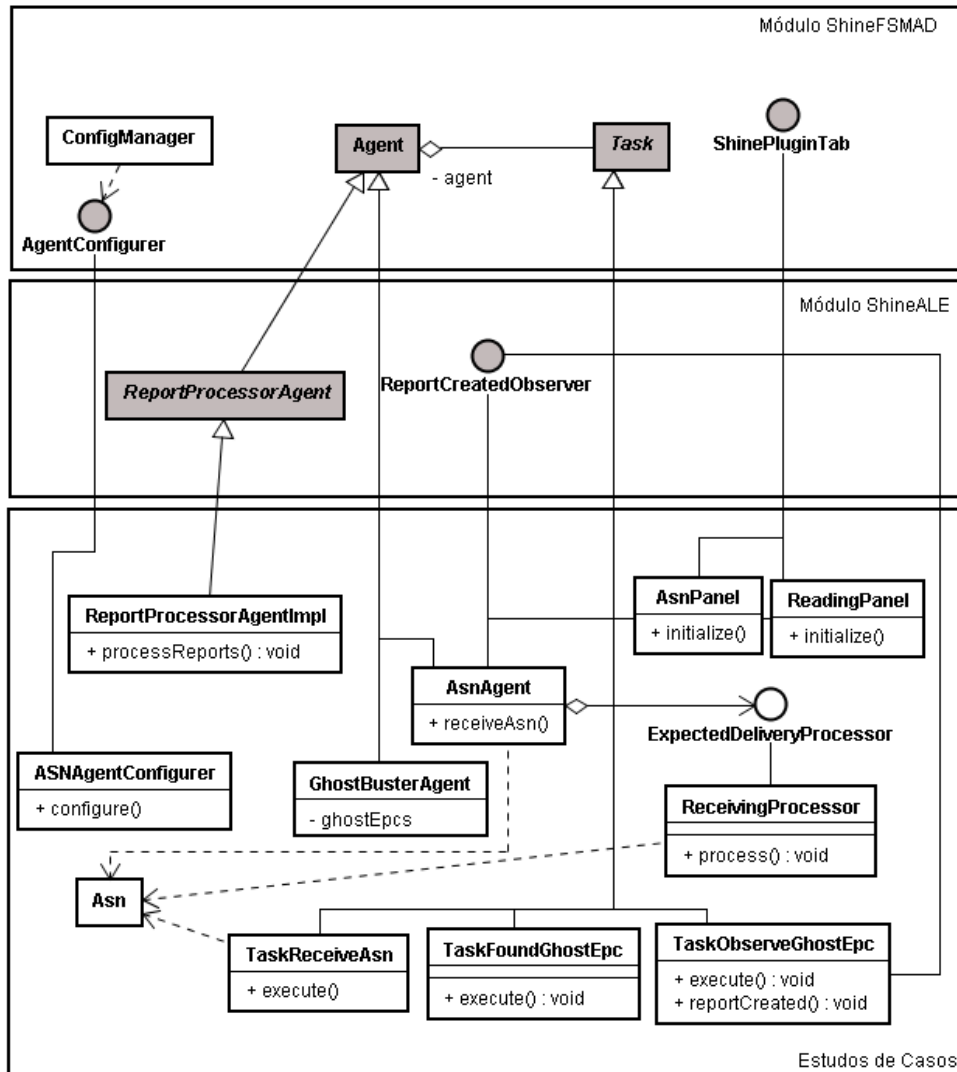 Módulo ShineFSMAD
ConfigManager
Agent
Task
ShinePluginTab
- agent
AgentConfigurer
Módulo ShineALE
ReportCreatedObserver
ReportProcessorAgent
AsnPanel
+ initialize()
ReadingPanel
+ initialize()
ReportProcessorAgentImpl
+ processReports() : void
AsnAgent
+ receiveAsn()
ExpectedDeliveryProcessor
ASNAgentConfigurer
+ configure()
GhostBusterAgent
- ghostEpcs
ReceivingProcessor
+ process() : void
Asn
TaskReceiveAsn
+ execute()
TaskFoundGhostEpc
+ execute() : void
TaskObserveGhostEpc
+ execute() : void
+ reportCreated() : void
Estudos de Casos